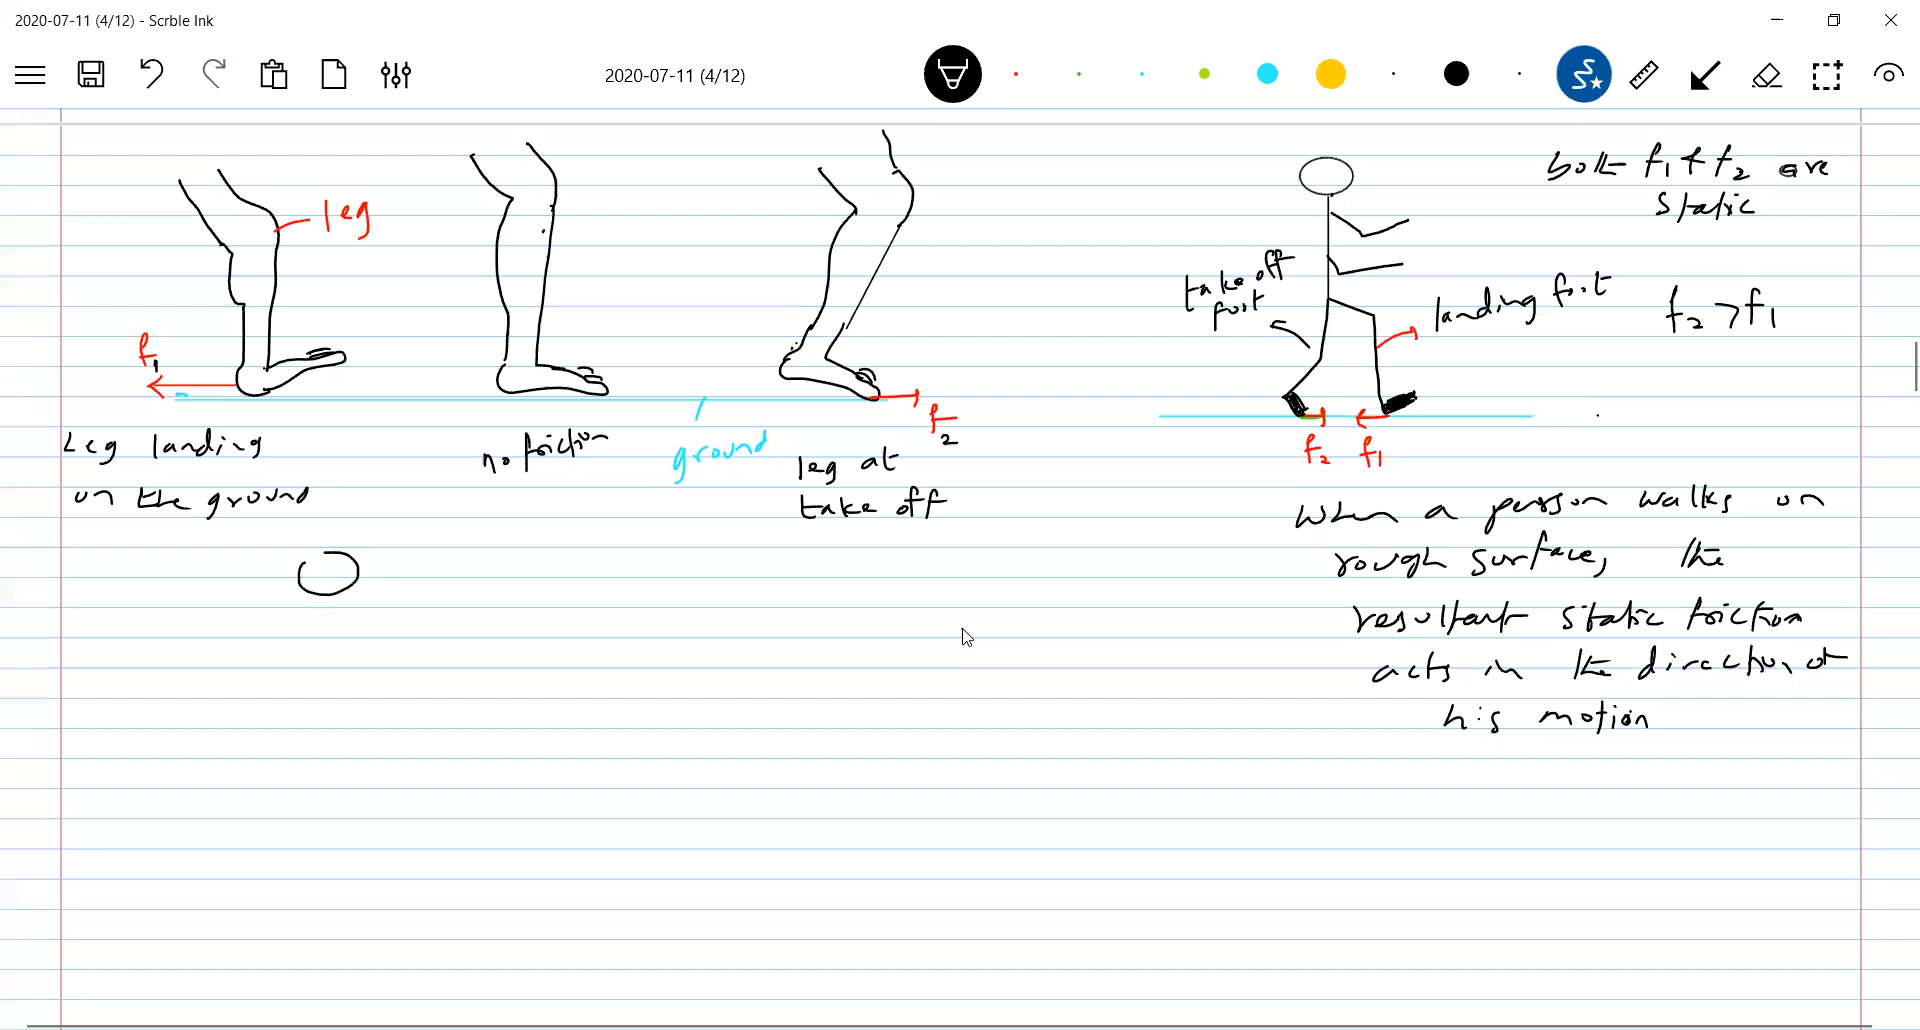 2020-07-11 (4/12) - Scrble Ink
2020-07-11 (4/12)
leg
f1
Leg landing
on the ground
no friction
ground
f2
leg at
take off
both f1 & f2 are
static
take off
foot
landing foot
f2 > f1
f2 f1
When a person walks on
rough surface, the
resultant static friction
acts in the direction of
his motion